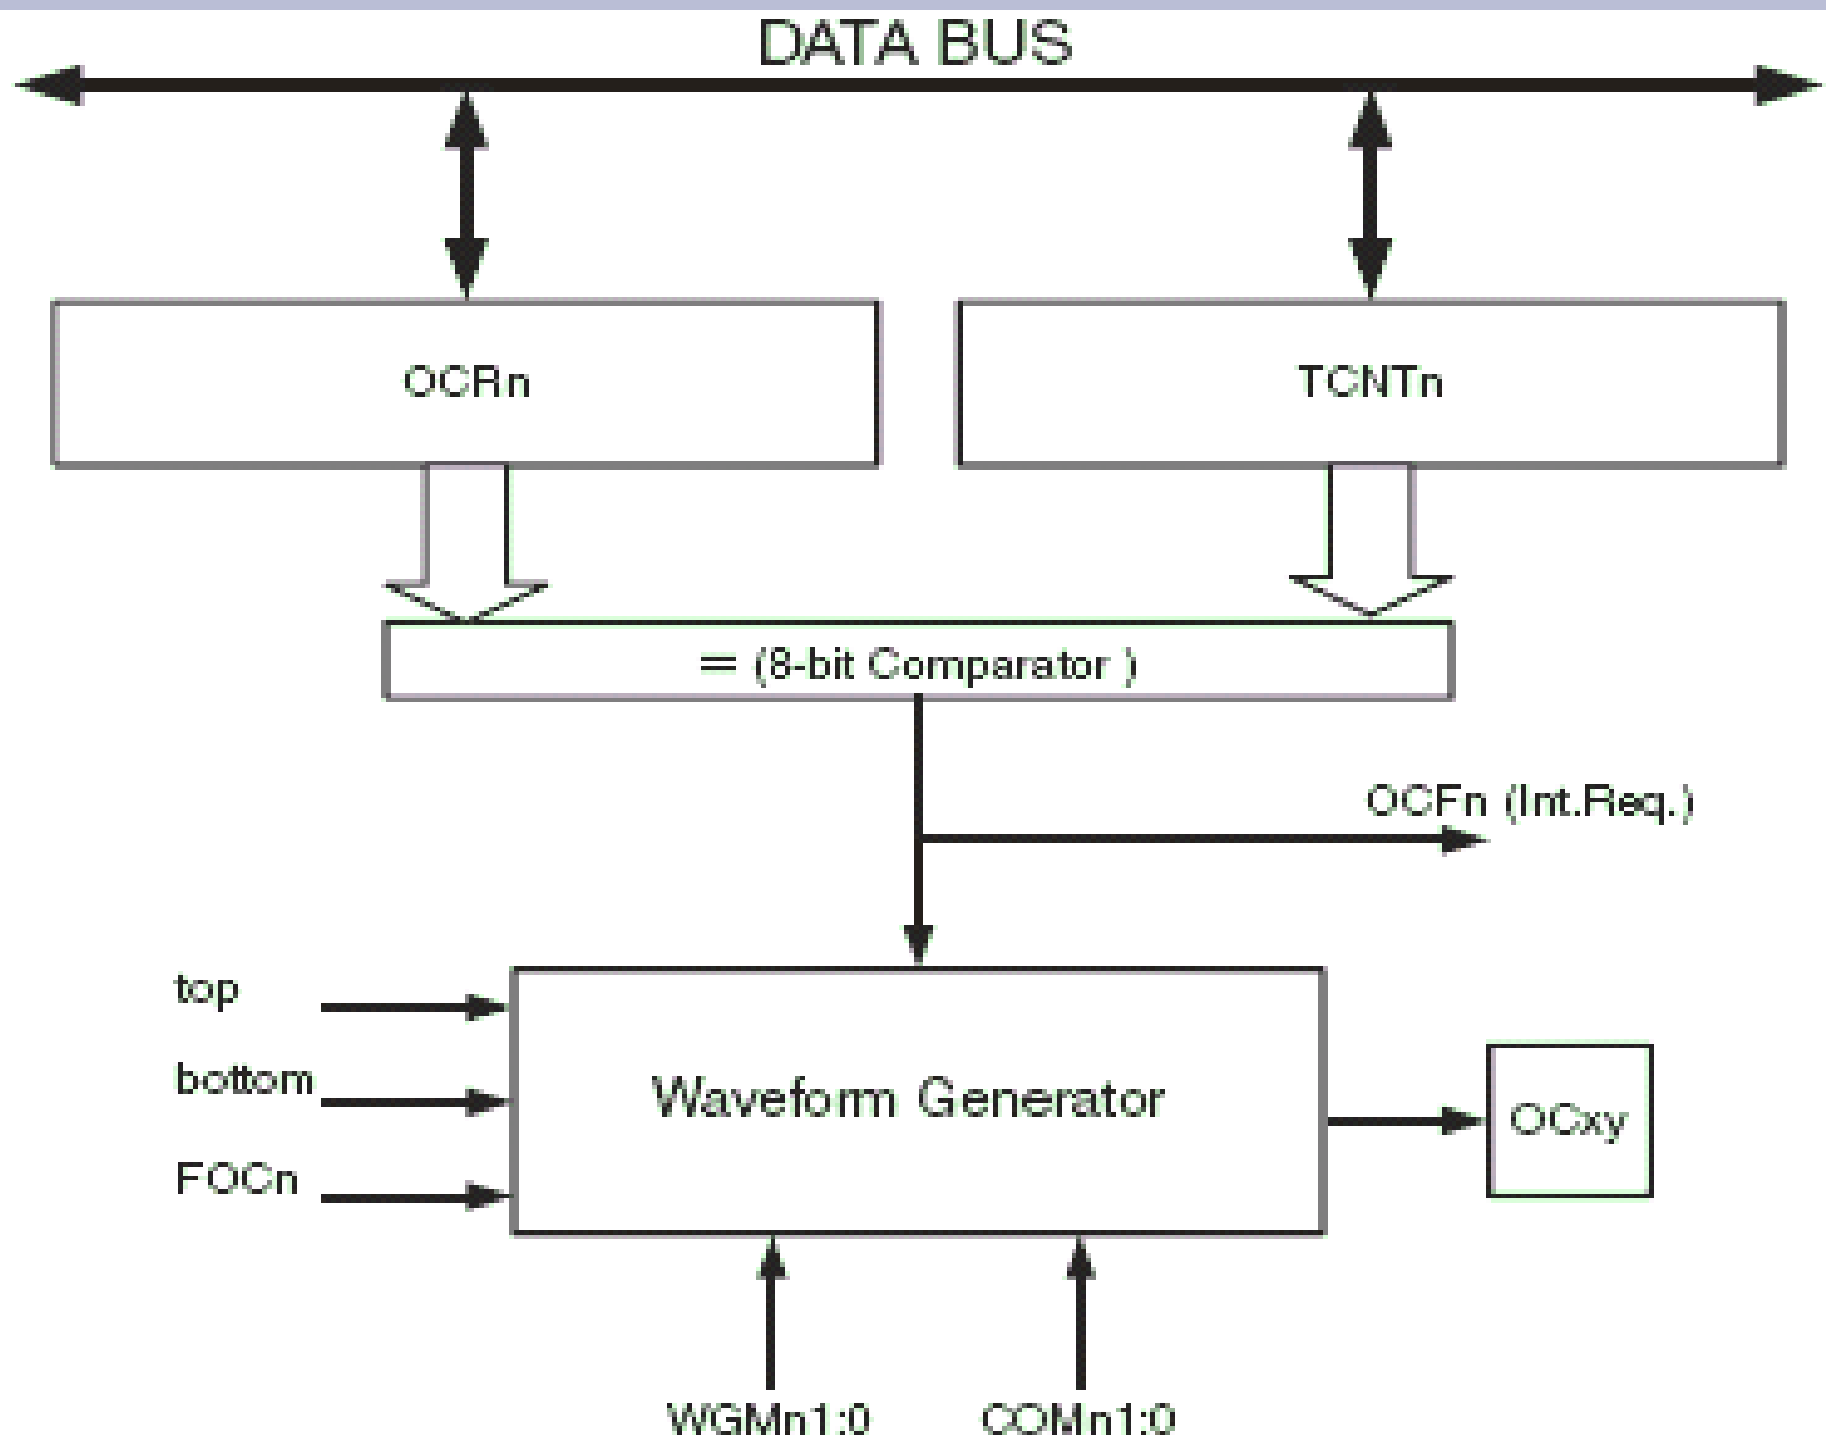 DATA BUS
OCRn
TCNTn
= (8-bit Comparator )
OCFn (Int.Req.)
top
bottom
FOCn
Waveform Generator
OCxy
WGMn1:0
COMn1:0